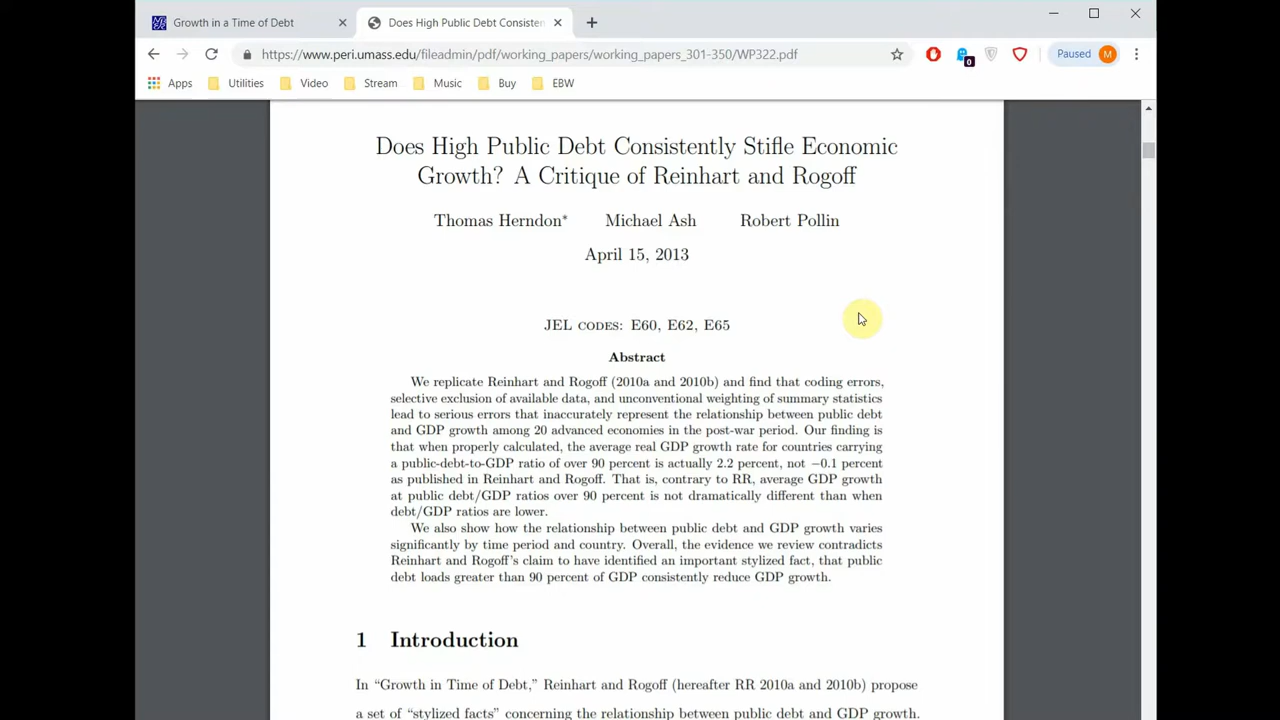 Growth in a Time of Debt
Does High Public Debt Consisten
https://www.peri.umass.edu/fileadmin/pdf/working_papers/working_papers_301-350/WP322.pdf
0
Paused
M
Apps
Utilities
Video
Stream
Music
Buy
EBW
Does High Public Debt Consistently Stifle Economic
Growth? A Critique of Reinhart and Rogoff
Thomas Herndon* Michael Ash Robert Pollin
April 15, 2013
JEL CODES: E60, E62, E65
Abstract
We replicate Reinhart and Rogoff (2010a and 2010b) and find that coding errors,
selective exclusion of available data, and unconventional weighting of summary statistics
lead to serious errors that inaccurately represent the relationship between public debt
and GDP growth among 20 advanced economies in the post-war period. Our finding is
that when properly calculated, the average real GDP growth rate for countries carrying
a public-debt-to-GDP ratio of over 90 percent is actually 2.2 percent, not −0.1 percent
as published in Reinhart and Rogoff. That is, contrary to RR, average GDP growth
at public debt/GDP ratios over 90 percent is not dramatically different than when
debt/GDP ratios are lower.
We also show how the relationship between public debt and GDP growth varies
significantly by time period and country. Overall, the evidence we review contradicts
Reinhart and Rogoff's claim to have identified an important stylized fact, that public
debt loads greater than 90 percent of GDP consistently reduce GDP growth.
1 Introduction
In “Growth in Time of Debt,” Reinhart and Rogoff (hereafter RR 2010a and 2010b) propose
a set of “stylized facts” concerning the relationship between public debt and GDP growth.